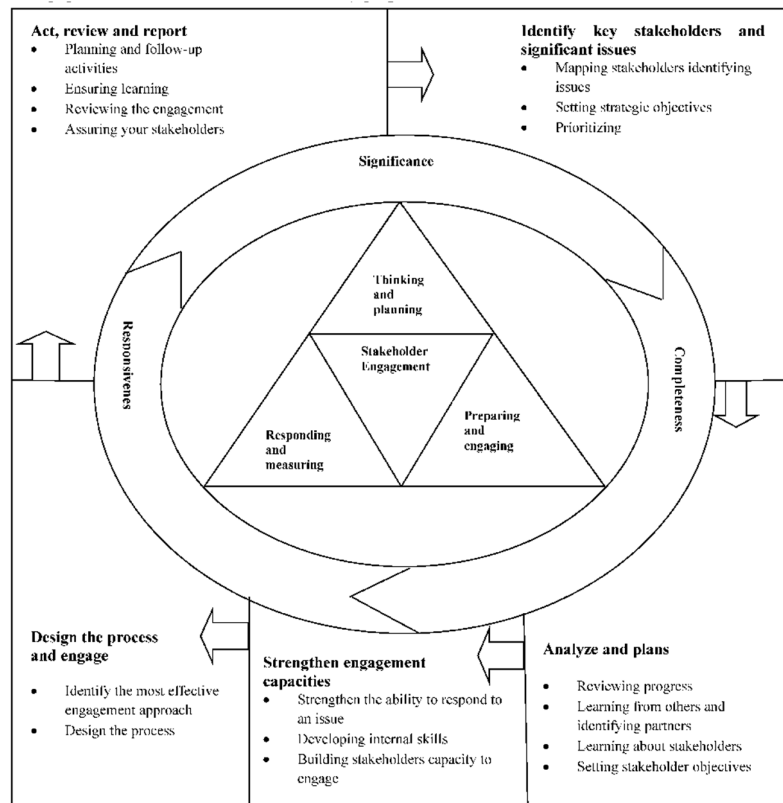 Act, review and report
• Planning and follow-up
activities
• Ensuring learning
• Reviewing the engagement
• Assuring your stakeholders
Identify key stakeholders and
significant issues
• Mapping stakeholders identifying
issues
• Setting strategic objectives
• Prioritizing
Significance
Thinking
and
planning
Stakeholder
Engagement
Responsivenes
Completeness
Responding
and
measuring
Preparing
and
engaging
Design the process
and engage
• Identify the most effective
engagement approach
• Design the process
Strengthen engagement
capacities
• Strengthen the ability to respond to
an issue
• Developing internal skills
• Building stakeholders capacity to
engage
Analyze and plans
• Reviewing progress
• Learning from others and
identifying partners
• Learning about stakeholders
• Setting stakeholder objectives